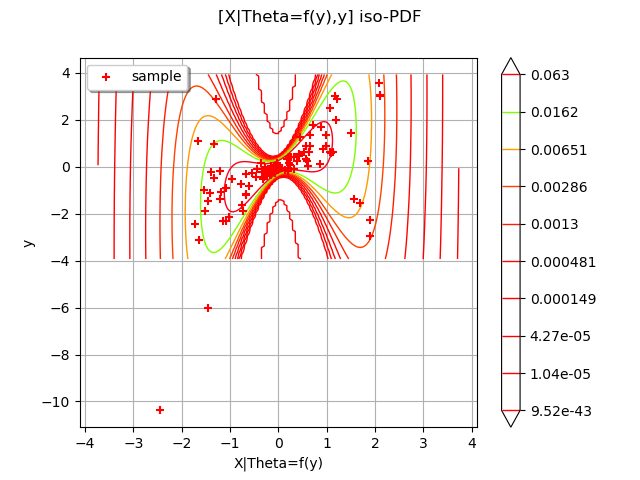 [X|Theta=f(y),y] iso-PDF
sample
4
2
0
−2
−4
−6
−8
−10
y
−4 −3 −2 −1 0 1 2 3 4
X|Theta=f(y)
0.063
0.0162
0.00651
0.00286
0.0013
0.000481
0.000149
4.27e-05
1.04e-05
9.52e-43